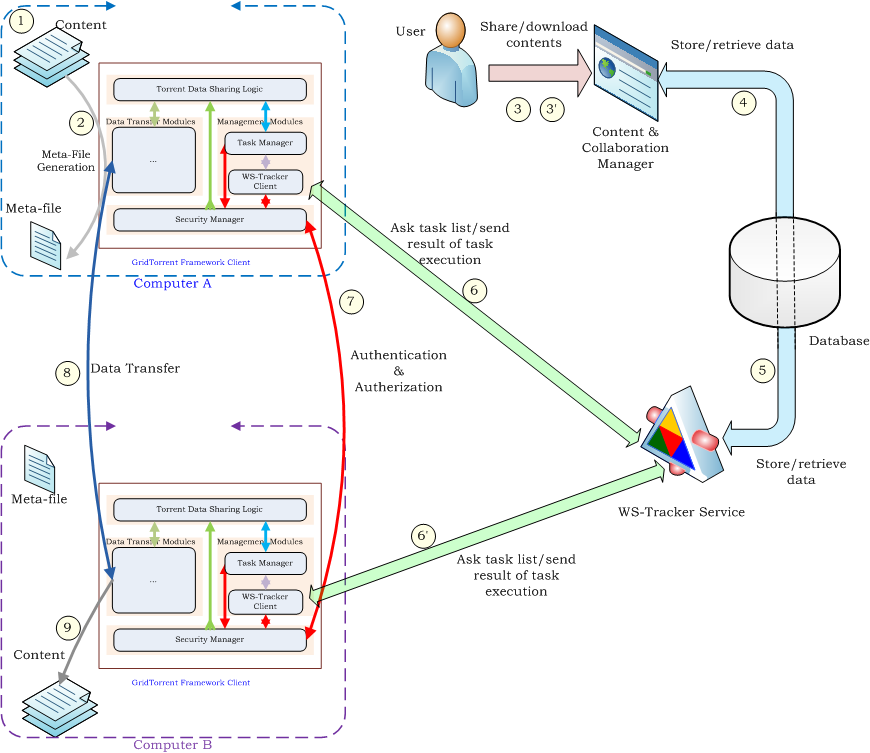 1
Content
2
Meta-File
Generation
Meta-file
Torrent Data Sharing Logic
Data Transfer Modules
Management Modules
...
Task Manager
WS-Tracker
Client
Security Manager
GridTorrent Framework Client
Computer A
User
Share/download
contents
3
3'
Content &
Collaboration
Manager
Store/retrieve data
4
Database
5
Store/retrieve
data
WS-Tracker Service
Ask task list/send
result of task
execution
6
7
Authentication
&
Autherization
8
Data Transfer
6'
Ask task list/send
result of task
execution
Meta-file
Torrent Data Sharing Logic
Data Transfer Modules
Management Modules
...
Task Manager
WS-Tracker
Client
Security Manager
GridTorrent Framework Client
9
Content
Computer B